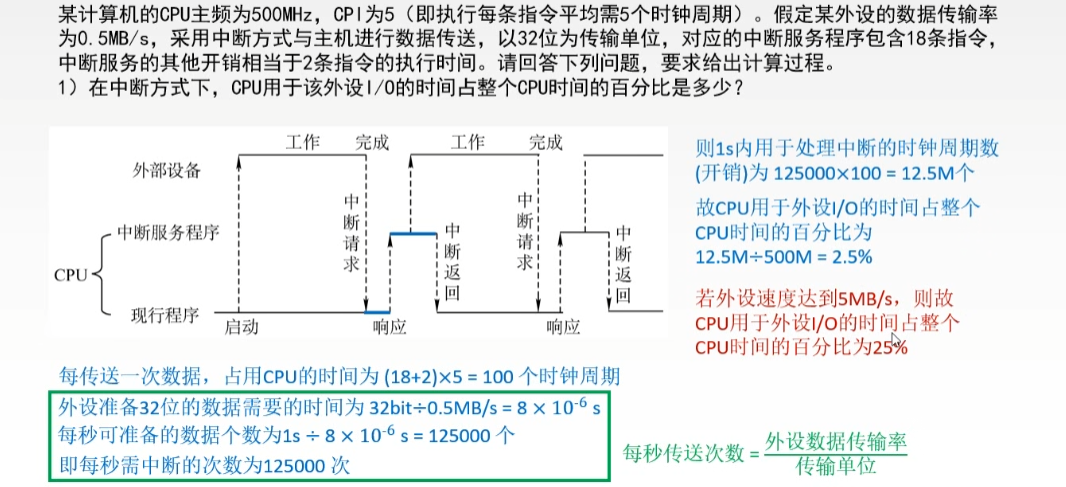 某计算机的CPU主频为500MHz，CPI为5（即执行每条指令平均需5个时钟周期）。假定某外设的数据传输率
为0.5MB/s，采用中断方式与主机进行数据传送，以32位为传输单位，对应的中断服务程序包含18条指令，
中断服务的其他开销相当于2条指令的执行时间。请回答下列问题，要求给出计算过程。
1）在中断方式下，CPU用于该外设I/O的时间占整个CPU时间的百分比是多少？
工作
完成
工作
完成
外部设备
中断请求
中断请求
中断服务程序
中断返回
中断返回
CPU
现行程序
启动
响应
响应
则1s内用于处理中断的时钟周期数
(开销)为 125000×100 = 12.5M个
故CPU用于外设I/O的时间占整个
CPU时间的百分比为
12.5M÷500M = 2.5%
若外设速度达到5MB/s，则故
CPU用于外设I/O的时间占整个
CPU时间的百分比为25%
每传送一次数据，占用CPU的时间为 (18+2)×5 = 100 个时钟周期
外设准备32位的数据需要的时间为 32bit÷0.5MB/s = 8 × 10⁻⁶ s
每秒可准备的数据个数为1s ÷ 8 × 10⁻⁶ s = 125000 个
即每秒需中断的次数为125000 次
每秒传送次数 = 外设数据传输率
传输单位